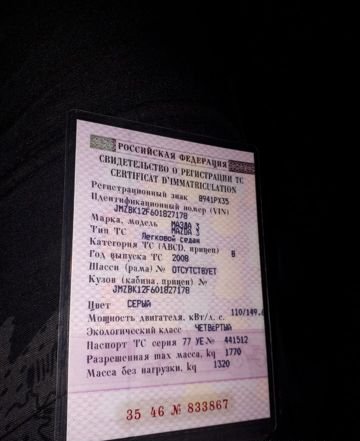 РОССИЙСКАЯ ФЕДЕРАЦИЯ
СВИДЕТЕЛЬСТВО О РЕГИСТРАЦИИ ТС
CERTIFICAT D'IMMATRICULATION
Регистрационный знак В941РХ35
Идентификационный номер (VIN)
JMZBK12F601827178
Марка, модель МАЗДА 3
MAZDA 3
Тип ТС Легковой седан
Категория ТС (ABCD, прицеп) B
Год выпуска ТС 2008
Шасси (рама) № ОТСУТСТВУЕТ
Кузов (кабина, прицеп) №
JMZBK12F601827178
Цвет СЕРЫЙ
Мощность двигателя, кВт/л. с. 110/149.6
Экологический класс ЧЕТВЕРТЫЙ
Паспорт ТС серия 77 УЕ № 441512
Разрешенная max масса, kg 1770
Масса без нагрузки, kg 1320
35 46 № 833867